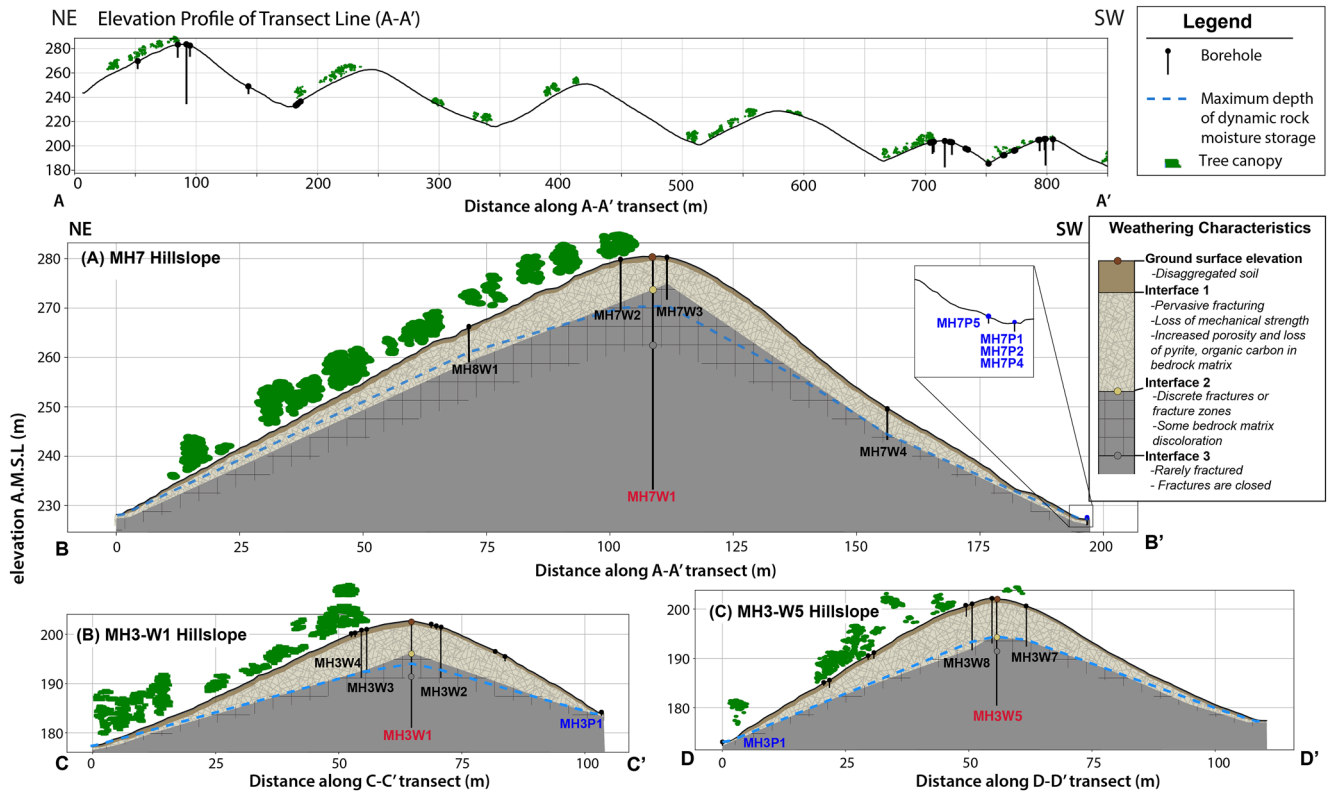 NE
Elevation Profile of Transect Line (A-A′)
SW
280
260
240
220
200
180
0
100
200
300
400
500
600
700
800
A
Distance along A-A′ transect (m)
A′
Legend
Borehole
Maximum depth
of dynamic rock
moisture storage
Tree canopy
NE
SW
(A) MH7 Hillslope
280
270
260
250
240
230
MH7W2
MH7W3
MH8W1
MH7W4
MH7W1
MH7P5
MH7P1
MH7P2
MH7P4
0
25
50
75
100
125
150
175
200
B
Distance along A-A′ transect (m)
B′
elevation A.M.S.L (m)
Weathering Characteristics
Ground surface elevation
-Disaggregated soil
Interface 1
-Pervasive fracturing
-Loss of mechanical strength
-Increased porosity and loss
of pyrite, organic carbon in
bedrock matrix
Interface 2
-Discrete fractures or
fracture zones
-Some bedrock matrix
discoloration
Interface 3
-Rarely fractured
- Fractures are closed
(B) MH3-W1 Hillslope
200
190
180
MH3W4
MH3W3
MH3W2
MH3W1
MH3P1
0
25
50
75
100
C
Distance along C-C′ transect (m)
C′
(C) MH3-W5 Hillslope
200
190
180
MH3W8
MH3W7
MH3W5
MH3P1
0
25
50
75
100
D
Distance along D-D′ transect (m)
D′